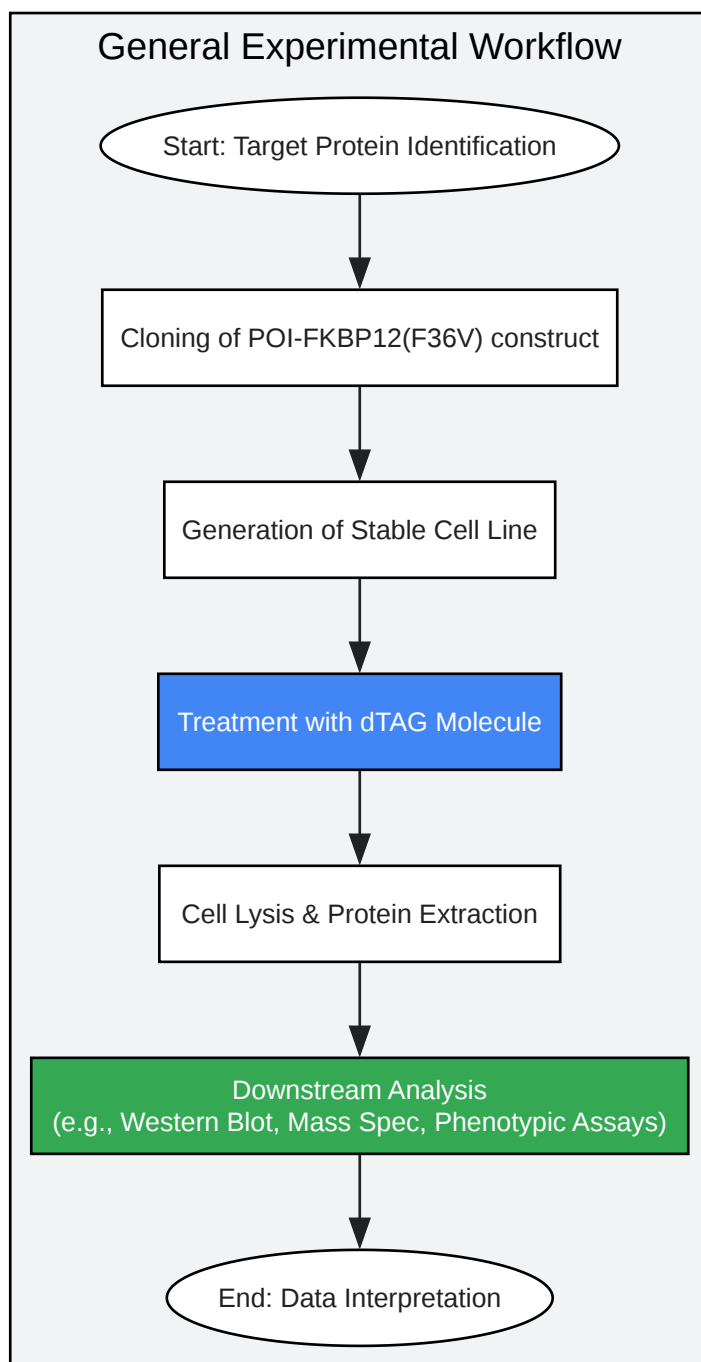 General Experimental Workflow
Start: Target Protein Identification
Cloning of POI-FKBP12(F36V) construct
Generation of Stable Cell Line
Treatment with dTAG Molecule
Cell Lysis & Protein Extraction
Downstream Analysis
(e.g., Western Blot, Mass Spec, Phenotypic Assays)
End: Data Interpretation